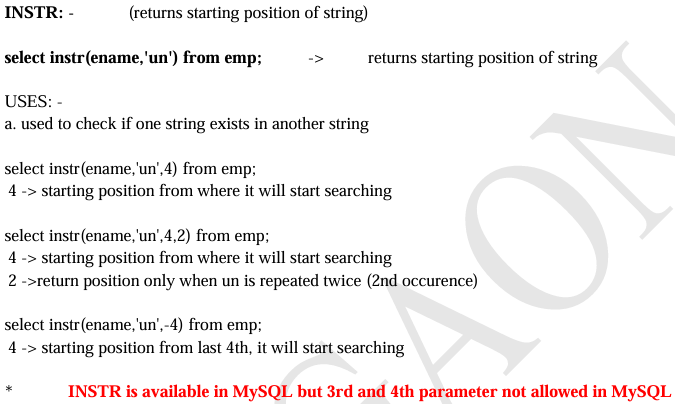 INSTR: - (returns starting position of string)
select instr(ename,'un') from emp; -> returns starting position of string
USES: -
a. used to check if one string exists in another string
select instr(ename,'un',4) from emp;
4 -> starting position from where it will start searching
select instr(ename,'un',4,2) from emp;
4 -> starting position from where it will start searching
2 ->return position only when un is repeated twice (2nd occurence)
select instr(ename,'un',-4) from emp;
4 -> starting position from last 4th, it will start searching
* INSTR is available in MySQL but 3rd and 4th parameter not allowed in MySQL
GAON